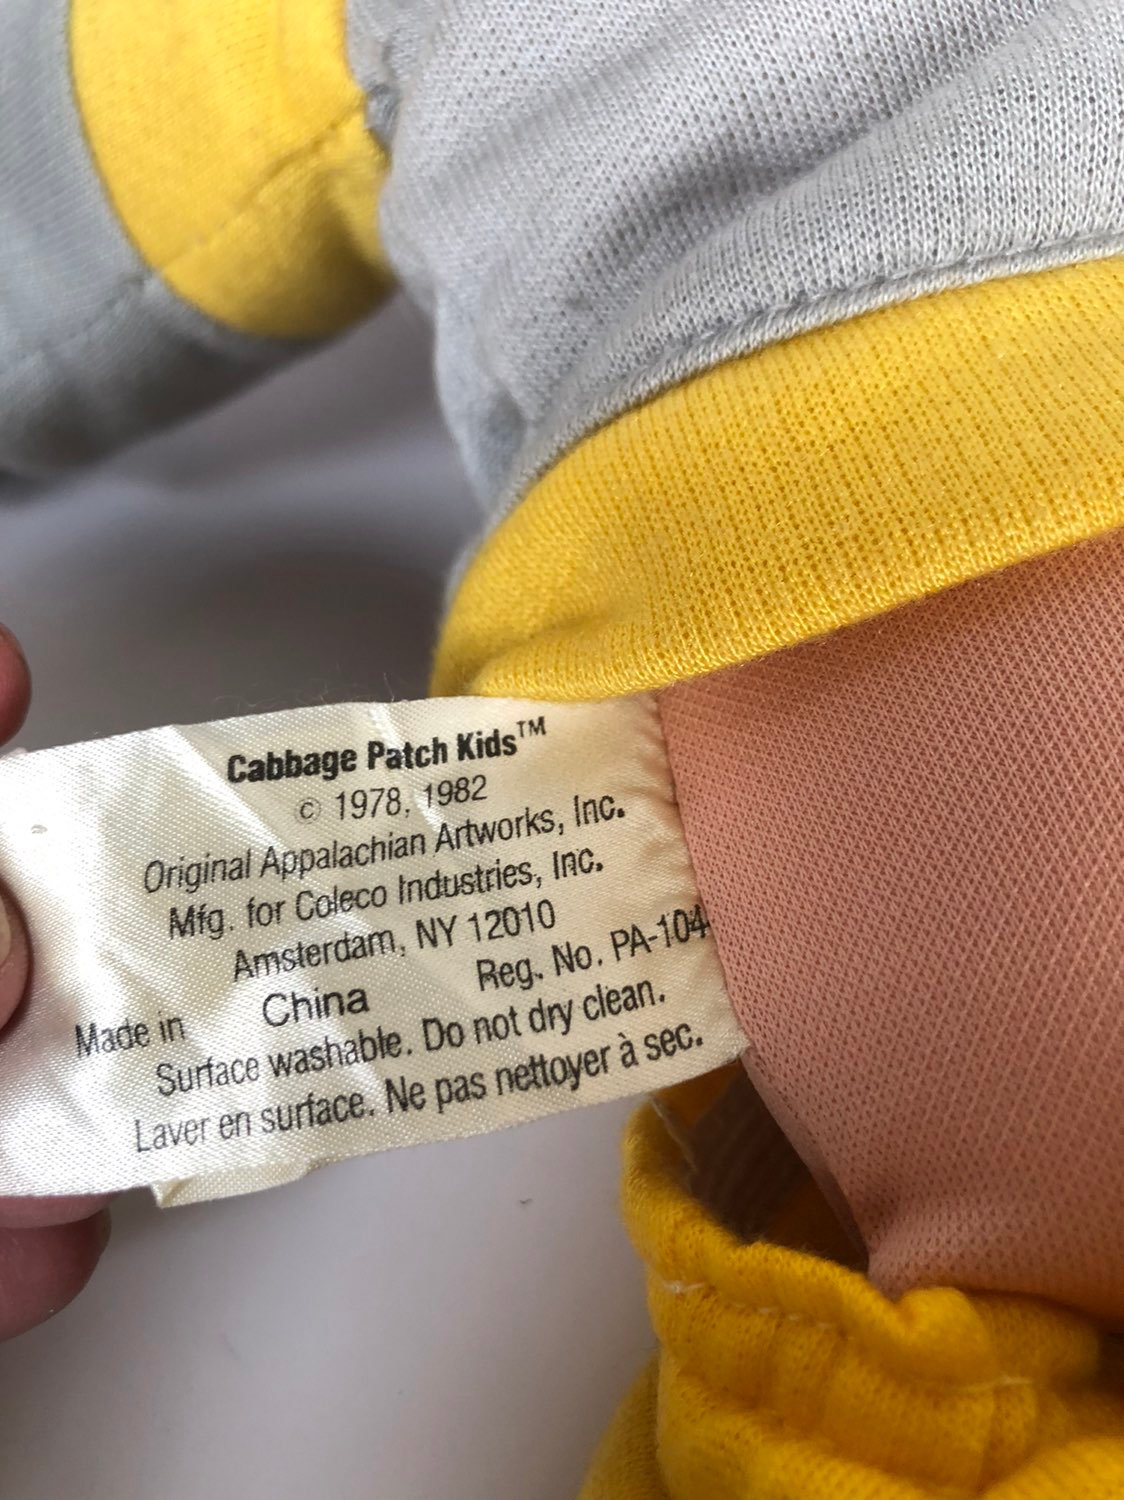 Cabbage Patch Kids™
© 1978, 1982
Original Appalachian Artworks, Inc.
Mfg. for Coleco Industries, Inc.
Amsterdam, NY 12010
Reg. No. PA-104
Made in China
Surface washable. Do not dry clean.
Laver en surface. Ne pas nettoyer à sec.